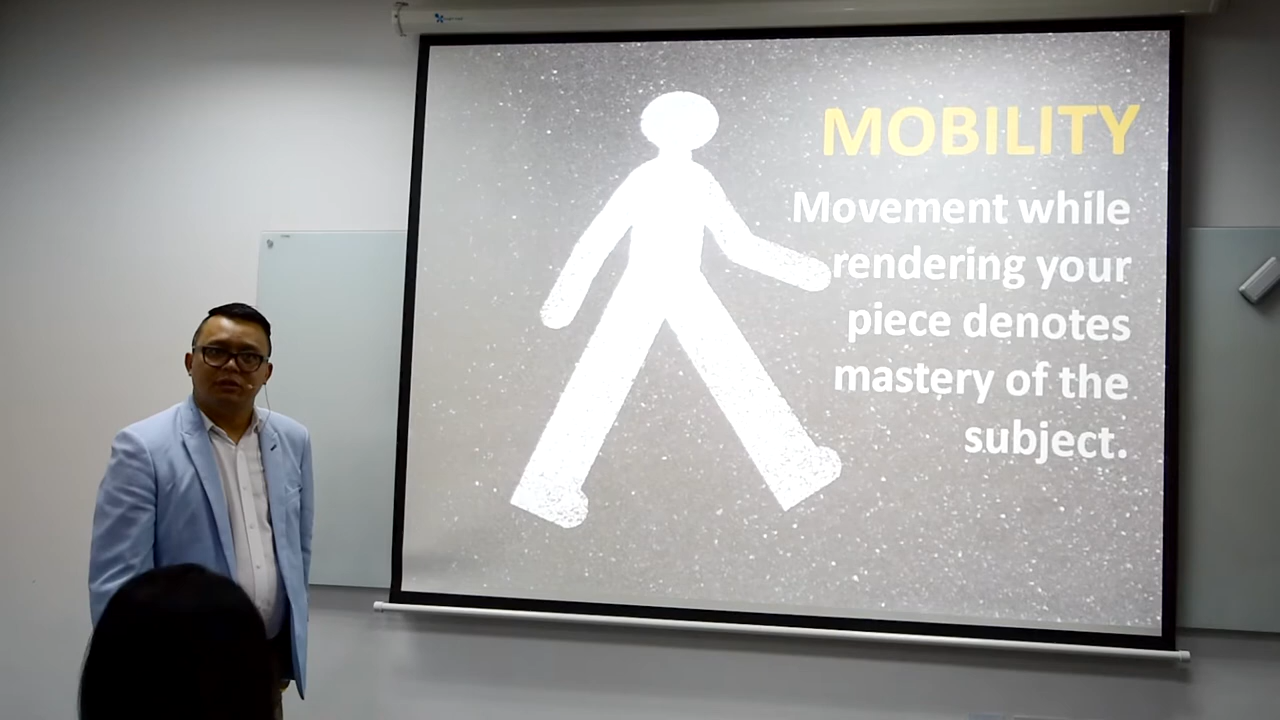 MOBILITY
Movement while
rendering your
piece denotes
mastery of the
subject.